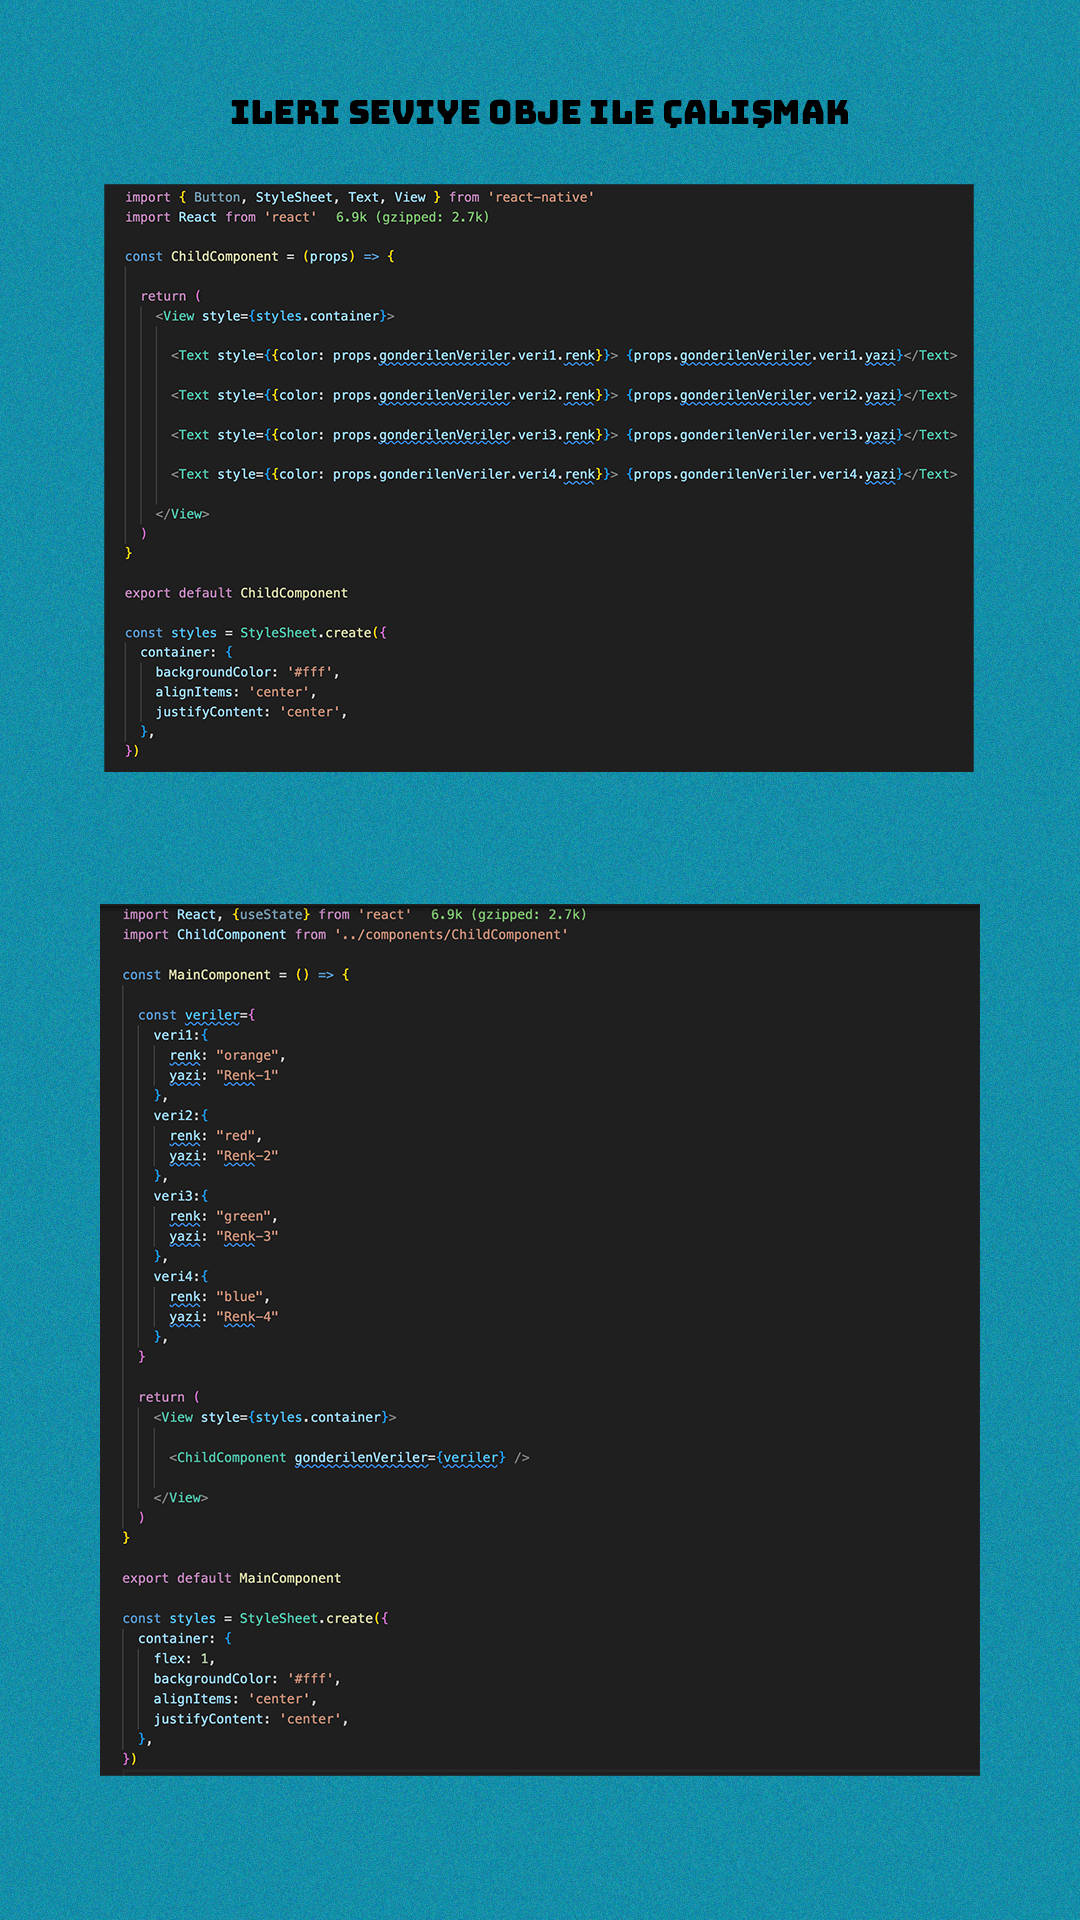 ILERI SEVIYE OBJE ILE ÇALIŞMAK
import { Button, StyleSheet, Text, View } from 'react-native'
import React from 'react'  6.9k (gzipped: 2.7k)
const ChildComponent = (props) => {
return (
<View style={styles.container}>
<Text style={{color: props.gonderilenVeriler.veri1.renk}}> {props.gonderilenVeriler.veri1.yazi}</Text>
<Text style={{color: props.gonderilenVeriler.veri2.renk}}> {props.gonderilenVeriler.veri2.yazi}</Text>
<Text style={{color: props.gonderilenVeriler.veri3.renk}}> {props.gonderilenVeriler.veri3.yazi}</Text>
<Text style={{color: props.gonderilenVeriler.veri4.renk}}> {props.gonderilenVeriler.veri4.yazi}</Text>
</View>
)
}
export default ChildComponent
const styles = StyleSheet.create({
container: {
backgroundColor: '#fff',
alignItems: 'center',
justifyContent: 'center',
},
})
import React, {useState} from 'react'  6.9k (gzipped: 2.7k)
import ChildComponent from '../components/ChildComponent'
const MainComponent = () => {
const veriler={
veri1:{
renk: "orange",
yazi: "Renk-1"
},
veri2:{
renk: "red",
yazi: "Renk-2"
},
veri3:{
renk: "green",
yazi: "Renk-3"
},
veri4:{
renk: "blue",
yazi: "Renk-4"
},
}
return (
<View style={styles.container}>
<ChildComponent gonderilenVeriler={veriler} />
</View>
)
}
export default MainComponent
const styles = StyleSheet.create({
container: {
flex: 1,
backgroundColor: '#fff',
alignItems: 'center',
justifyContent: 'center',
},
})